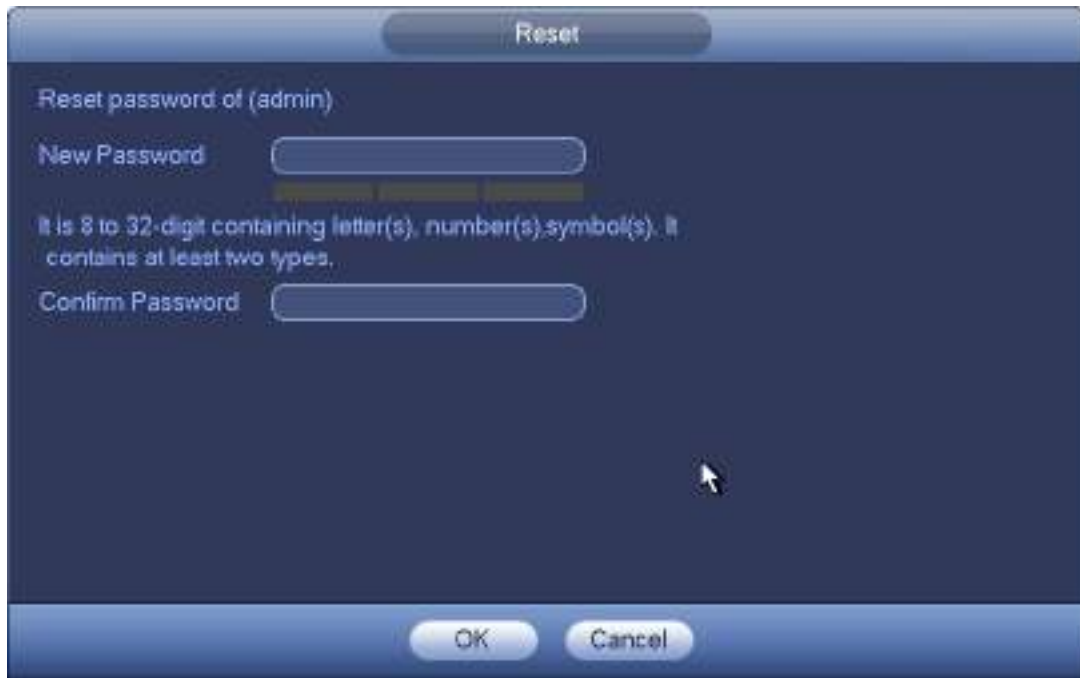 Reset
Reset password of (admin)
New Password
It is 8 to 32-digit containing letter(s), number(s),symbol(s). It
contains at least two types.
Confirm Password
OK Cancel